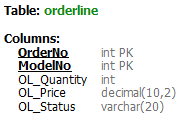 Table: orderline
Columns:
OrderNo int PK
ModelNo int PK
OL_Quantity int
OL_Price decimal(10,2)
OL_Status varchar(20)